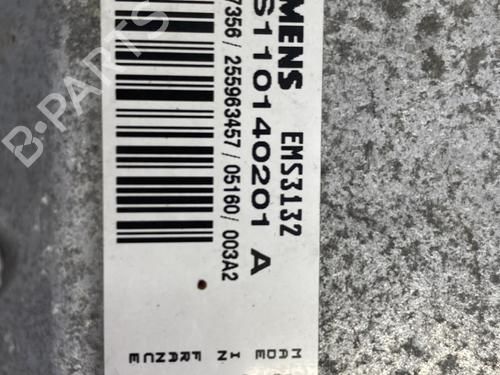 MENS EMS3132
S110140201 A
7356 / 255963457 / 05160 / 003A2
MADE IN FRANCE
B-PARTS